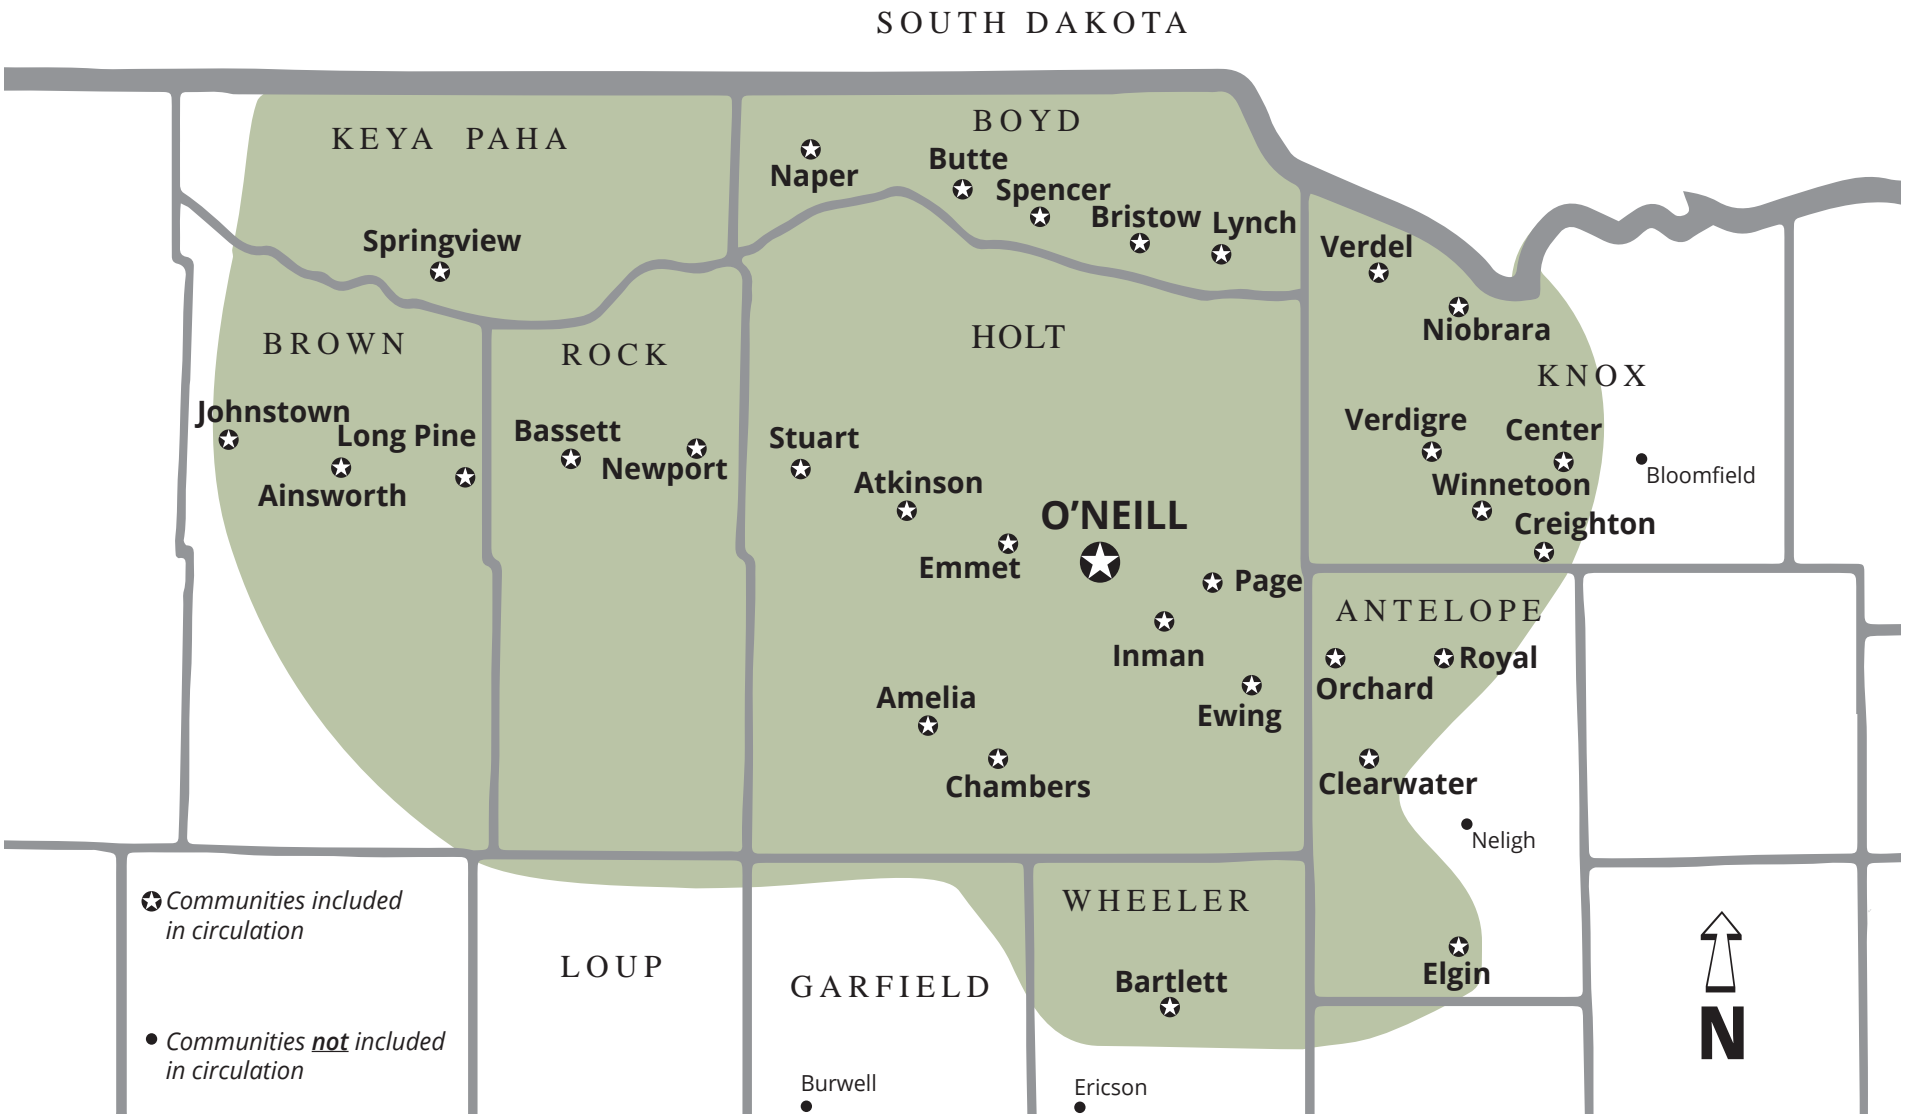 SOUTH DAKOTA
KEYA PAHA
BOYD
Naper
Butte
Spencer
Bristow
Lynch
Springview
Verdel
Niobrara
BROWN
ROCK
HOLT
KNOX
Johnstown
Long Pine
Ainsworth
Bassett
Newport
Stuart
Atkinson
O’NEILL
Emmet
Page
Verdigre
Center
Winnetoon
Creighton
Bloomfield
Inman
ANTELOPE
Orchard
Royal
Ewing
Amelia
Chambers
Clearwater
Neligh
WHEELER
Bartlett
Elgin
LOUP
GARFIELD
Burwell
Ericson
Communities included
in circulation
Communities not included
in circulation
N